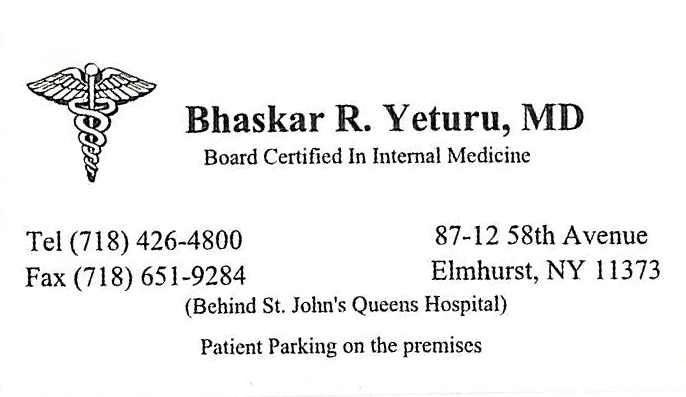 Bhaskar R. Yeturu, MD
Board Certified In Internal Medicine
Tel (718) 426-4800
Fax (718) 651-9284
87-12 58th Avenue
Elmhurst, NY 11373
(Behind St. John's Queens Hospital)
Patient Parking on the premises